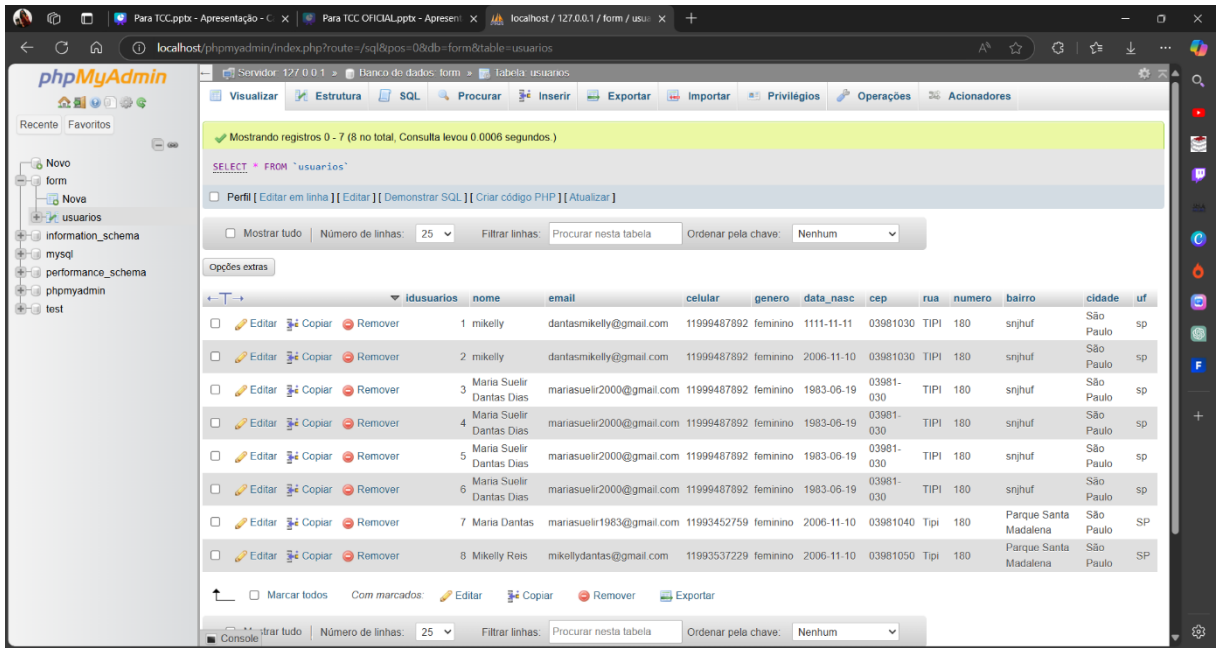 Para TCC.pptx - Apresentação - C
Para TCC OFICIAL.pptx - Apresent
localhost / 127.0.0.1 / form / usua
localhost/phpmyadmin/index.php?route=/sql&pos=0&db=form&table=usuarios
phpMyAdmin
Recente Favoritos
Novo
form
Nova
usuarios
information_schema
mysql
performance_schema
phpmyadmin
test
Servidor: 127.0.0.1 » Banco de dados: form » Tabela: usuarios
Visualizar Estrutura SQL Procurar Inserir Exportar Importar Privilégios Operações Acionadores
Mostrando registros 0 - 7 (8 no total, Consulta levou 0.0006 segundos.)
SELECT * FROM `usuarios`
Perfil [ Editar em linha ] [ Editar ] [ Demonstrar SQL ] [ Criar código PHP ] [ Atualizar ]
Mostrar tudo Número de linhas: 25 Filtrar linhas: Procurar nesta tabela Ordenar pela chave: Nenhum
Opções extras
idusuarios nome email celular genero data_nasc cep rua numero bairro cidade uf
Editar Copiar Remover 1 mikelly dantasmikelly@gmail.com 11999487892 feminino 1111-11-11 03981030 TIPI 180 snjhuf São Paulo sp
Editar Copiar Remover 2 mikelly dantasmikelly@gmail.com 11999487892 feminino 2006-11-10 03981030 TIPI 180 snjhuf São Paulo sp
Editar Copiar Remover 3 Maria Suelir Dantas Dias mariasuelir2000@gmail.com 11999487892 feminino 1983-06-19 03981-030 TIPI 180 snjhuf São Paulo sp
Editar Copiar Remover 4 Maria Suelir Dantas Dias mariasuelir2000@gmail.com 11999487892 feminino 1983-06-19 03981-030 TIPI 180 snjhuf São Paulo sp
Editar Copiar Remover 5 Maria Suelir Dantas Dias mariasuelir2000@gmail.com 11999487892 feminino 1983-06-19 03981-030 TIPI 180 snjhuf São Paulo sp
Editar Copiar Remover 6 Maria Suelir Dantas Dias mariasuelir2000@gmail.com 11999487892 feminino 1983-06-19 03981-030 TIPI 180 snjhuf São Paulo sp
Editar Copiar Remover 7 Maria Dantas mariasuelir1983@gmail.com 11993452759 feminino 2006-11-10 03981040 Tipi 180 Parque Santa Madalena São Paulo SP
Editar Copiar Remover 8 Mikelly Reis mikellydantas@gmail.com 11993537229 feminino 2006-11-10 03981050 Tipi 180 Parque Santa Madalena São Paulo SP
Marcar todos Com marcados: Editar Copiar Remover Exportar
strar tudo Número de linhas: 25 Filtrar linhas: Procurar nesta tabela Ordenar pela chave: Nenhum
Console